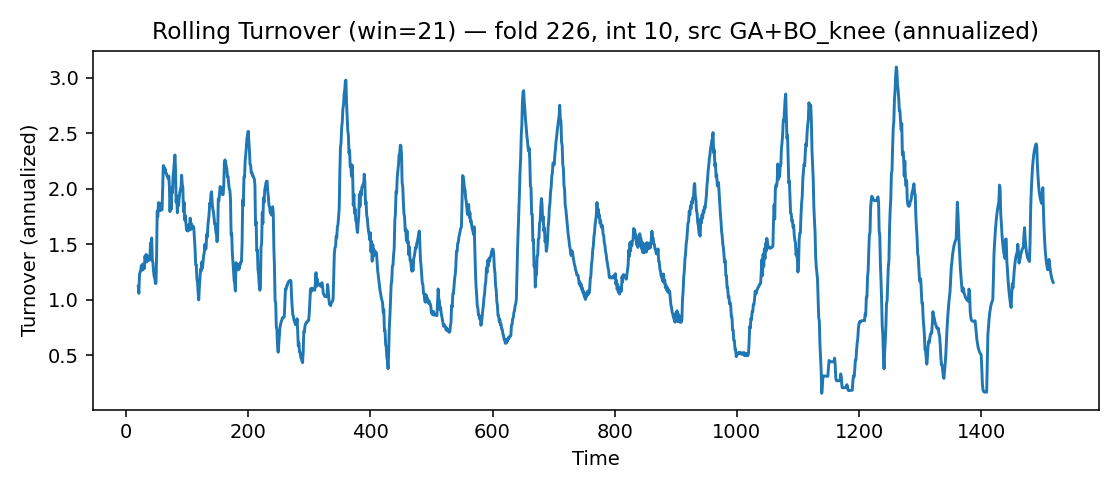 Rolling Turnover (win=21) — fold 226, int 10, src GA+BO_knee (annualized)
Turnover (annualized)
3.0
2.5
2.0
1.5
1.0
0.5
0 200 400 600 800 1000 1200 1400
Time